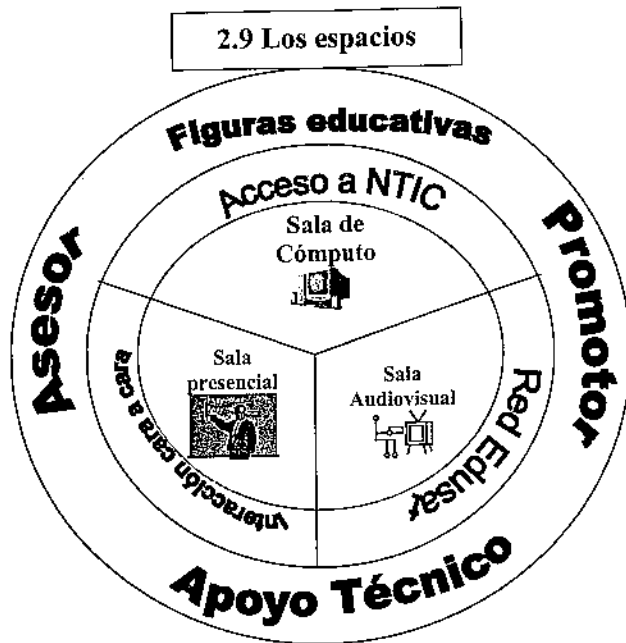 2.9 Los espacios
Figuras educativas
Acceso a NTIC
Sala de
Cómputo
Asesor
Promotor
Sala
presencial
Sala
Audiovisual
Interacción cara a cara
Red Edusat
Apoyo Técnico